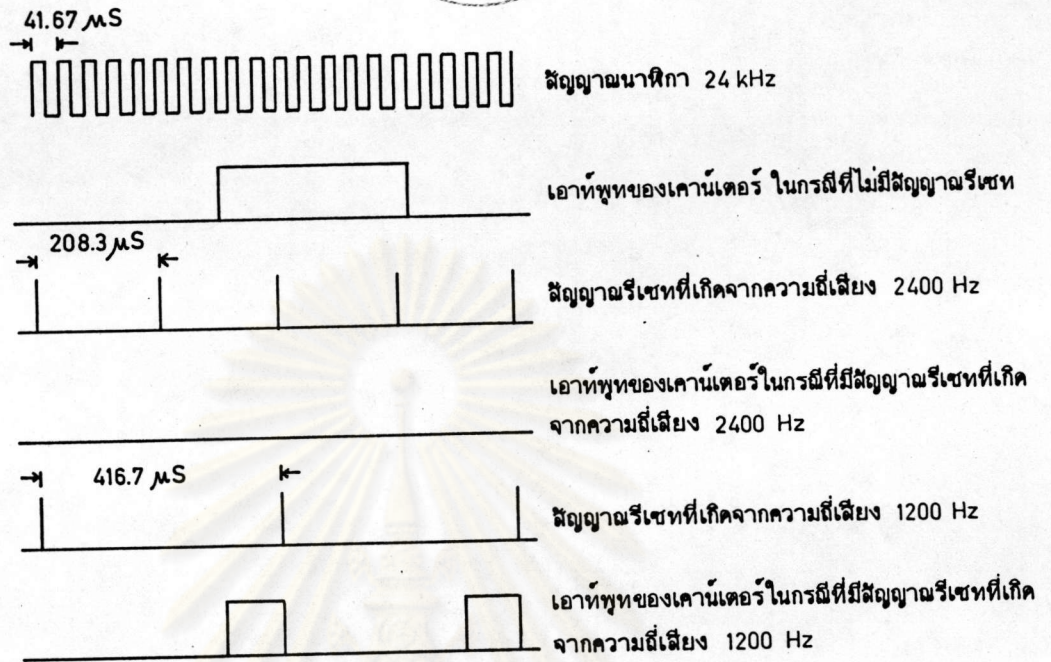 41.67 µS
สัญญาณนาฬิกา 24 kHz
เอาท์พูทของเคาน์เตอร์ ในกรณีที่ไม่มีสัญญาณรีเซท
208.3 µS
สัญญาณรีเซทที่เกิดจากความถี่เสียง 2400 Hz
เอาท์พูทของเคาน์เตอร์ในกรณีที่มีสัญญาณรีเซทที่เกิด
จากความถี่เสียง 2400 Hz
416.7 µS
สัญญาณรีเซทที่เกิดจากความถี่เสียง 1200 Hz
เอาท์พูทของเคาน์เตอร์ในกรณีที่มีสัญญาณรีเซทที่เกิด
จากความถี่เสียง 1200 Hz